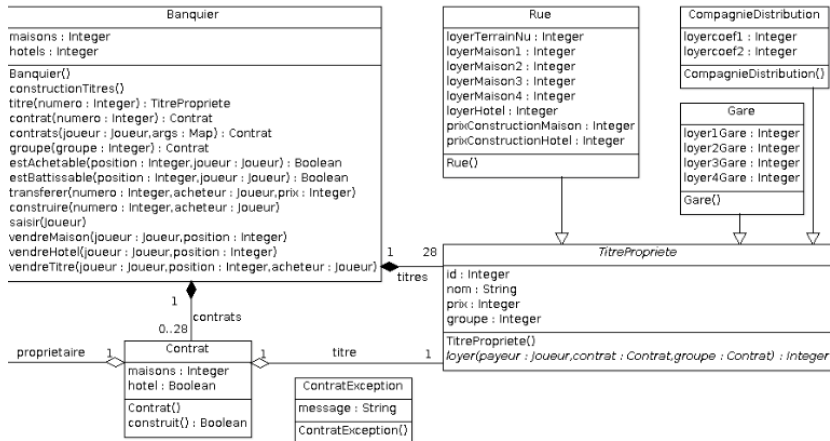 Banquier
maisons : Integer
hotels : Integer
Banquier()
constructionTitres()
titre(numero : Integer) : TitrePropriete
contrat(numero : Integer) : Contrat
contrats(joueur : Joueur,args : Map) : Contrat
groupe(groupe : Integer) : Contrat
estAchetable(position : Integer,joueur : Joueur) : Boolean
estBattissable(position : Integer,joueur : Joueur) : Boolean
transferer(numero : Integer,acheteur : Joueur,prix : Integer)
construire(numero : Integer,acheteur : Joueur)
saisir(Joueur)
vendreMaison(joueur : Joueur,position : Integer)
vendreHotel(joueur : Joueur,position : Integer)
vendreTitre(joueur : Joueur,position : Integer,acheteur : Joueur)
Rue
loyerTerrainNu : Integer
loyerMaison1 : Integer
loyerMaison2 : Integer
loyerMaison3 : Integer
loyerMaison4 : Integer
loyerHotel : Integer
prixConstructionMaison : Integer
prixConstructionHotel : Integer
Rue()
CompagnieDistribution
loyercoef1 : Integer
loyercoef2 : Integer
CompagnieDistribution()
Gare
loyer1Gare : Integer
loyer2Gare : Integer
loyer3Gare : Integer
loyer4Gare : Integer
Gare()
1
28
titres
TitrePropriete
id : Integer
nom : String
prix : Integer
groupe : Integer
TitrePropriete()
loyer(payeur : Joueur,contrat : Contrat,groupe : Contrat) : Integer
1
contrats
0..28
proprietaire
1
Contrat
maisons : Integer
hotel : Boolean
Contrat()
construit() : Boolean
1
titre
1
ContratException
message : String
ContratException()